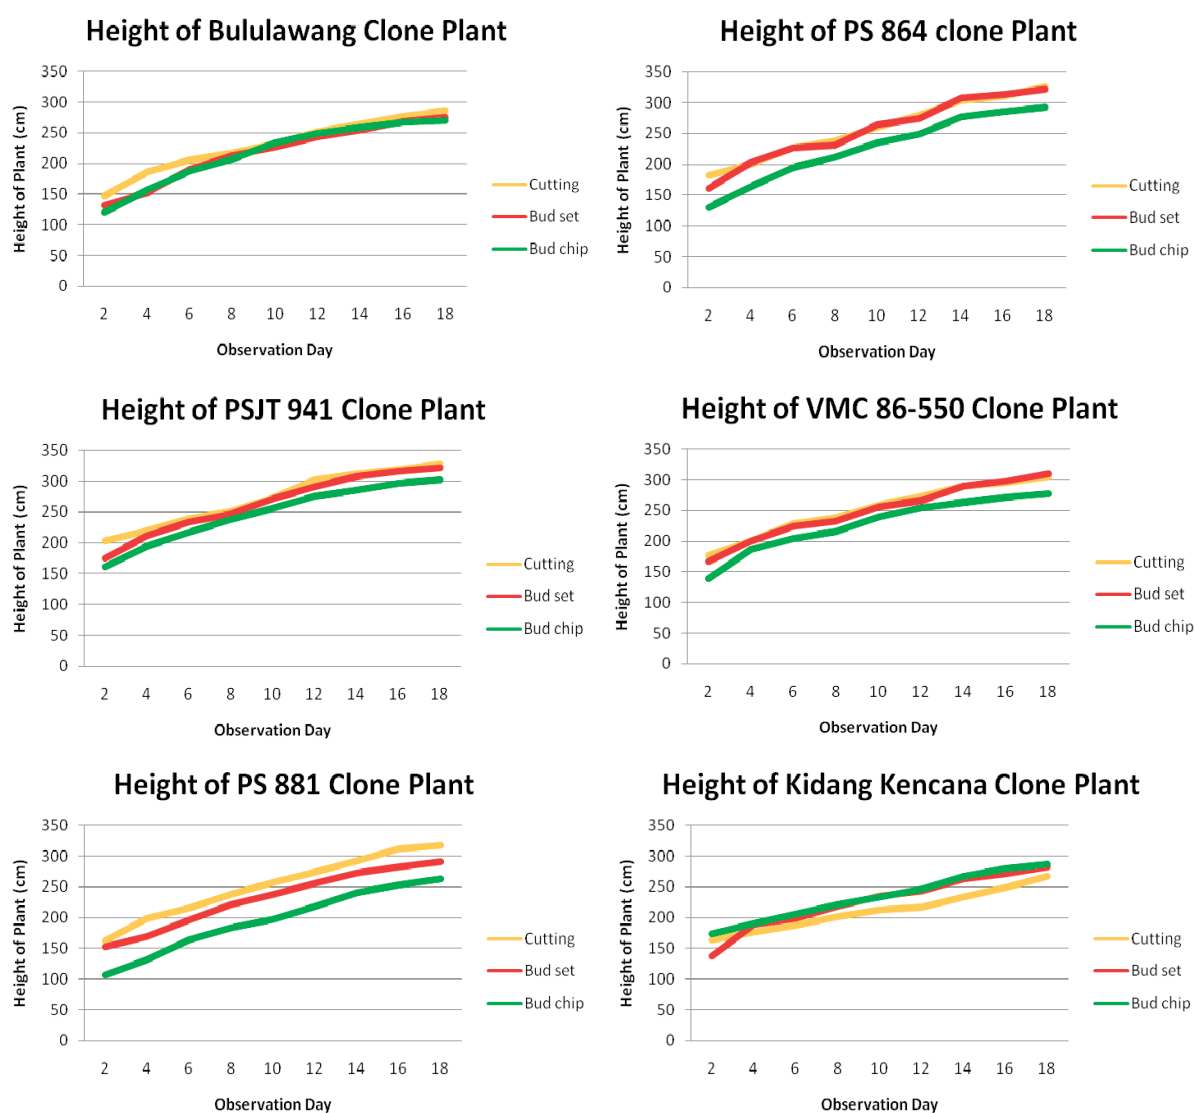 Height of Bululawang Clone Plant
Height of Plant (cm)
350
300
250
200
150
100
50
0
2 4 6 8 10 12 14 16 18
Observation Day
Cutting
Bud set
Bud chip
Height of PS 864 clone Plant
Height of Plant (cm)
350
300
250
200
150
100
50
0
2 4 6 8 10 12 14 16 18
Observation Day
Cutting
Bud set
Bud chip
Height of PSJT 941 Clone Plant
Height of Plant (cm)
350
300
250
200
150
100
50
0
2 4 6 8 10 12 14 16 18
Observation Day
Cutting
Bud set
Bud chip
Height of VMC 86-550 Clone Plant
Height of Plant (cm)
350
300
250
200
150
100
50
0
2 4 6 8 10 12 14 16 18
Observation Day
Cutting
Bud set
Bud chip
Height of PS 881 Clone Plant
Height of Plant (cm)
350
300
250
200
150
100
50
0
2 4 6 8 10 12 14 16 18
Observation Day
Cutting
Bud set
Bud chip
Height of Kidang Kencana Clone Plant
Height of Plant (cm)
350
300
250
200
150
100
50
0
2 4 6 8 10 12 14 16 18
Observation Day
Cutting
Bud set
Bud chip